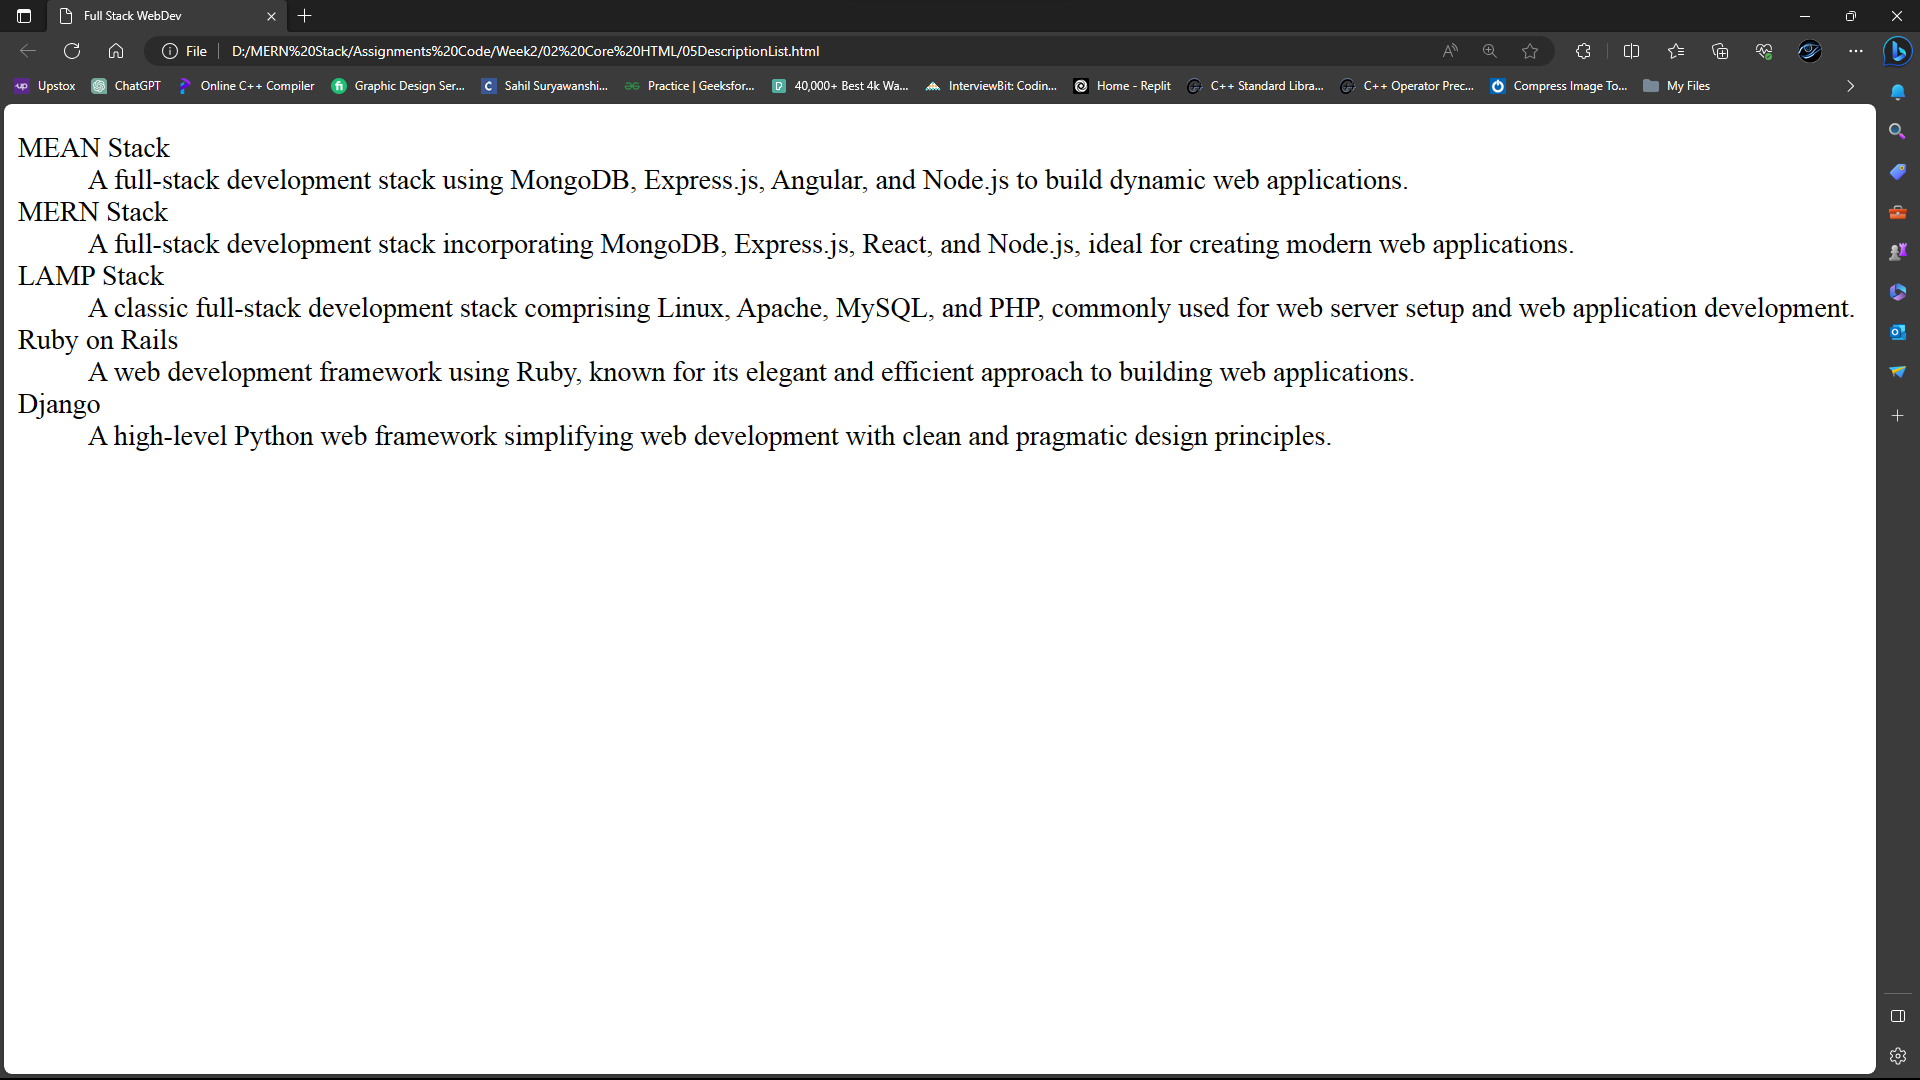 Full Stack WebDev
File
D:/MERN%20Stack/Assignments%20Code/Week2/02%20Core%20HTML/05DescriptionList.html
up Upstox ChatGPT Online C++ Compiler Graphic Design Ser... C Sahil Suryawanshi... Practice | Geeksfor... 40,000+ Best 4k Wa... InterviewBit: Codin... Home - Replit C++ Standard Libra... C++ Operator Prec... Compress Image To... My Files
MEAN Stack
A full-stack development stack using MongoDB, Express.js, Angular, and Node.js to build dynamic web applications.
MERN Stack
A full-stack development stack incorporating MongoDB, Express.js, React, and Node.js, ideal for creating modern web applications.
LAMP Stack
A classic full-stack development stack comprising Linux, Apache, MySQL, and PHP, commonly used for web server setup and web application development.
Ruby on Rails
A web development framework using Ruby, known for its elegant and efficient approach to building web applications.
Django
A high-level Python web framework simplifying web development with clean and pragmatic design principles.